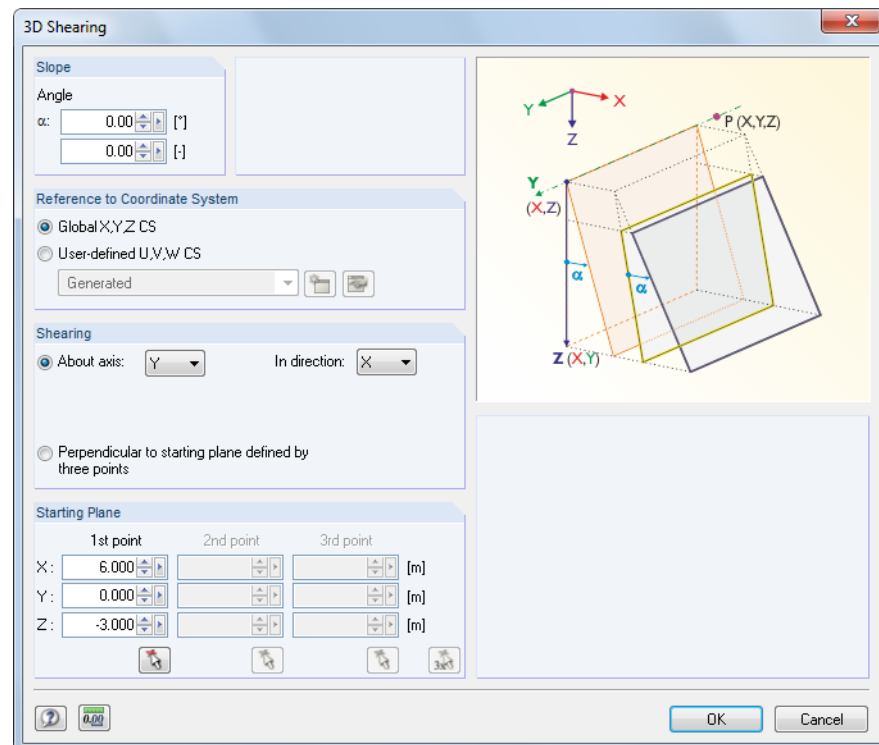 3D Shearing
Slope
Angle
α: 0.00 [°]
0.00 [-]
Reference to Coordinate System
Global X,Y,Z CS
User-defined U,V,W CS
Generated
Shearing
About axis: Y In direction: X
Perpendicular to starting plane defined by
three points
Starting Plane
1st point 2nd point 3rd point
X: 6.000 [m]
Y: 0.000 [m]
Z: -3.000 [m]
3x
0.00
OK Cancel
Y X
Z
P (X,Y,Z)
Y
(X,Z)
α
α
Z (X,Y)